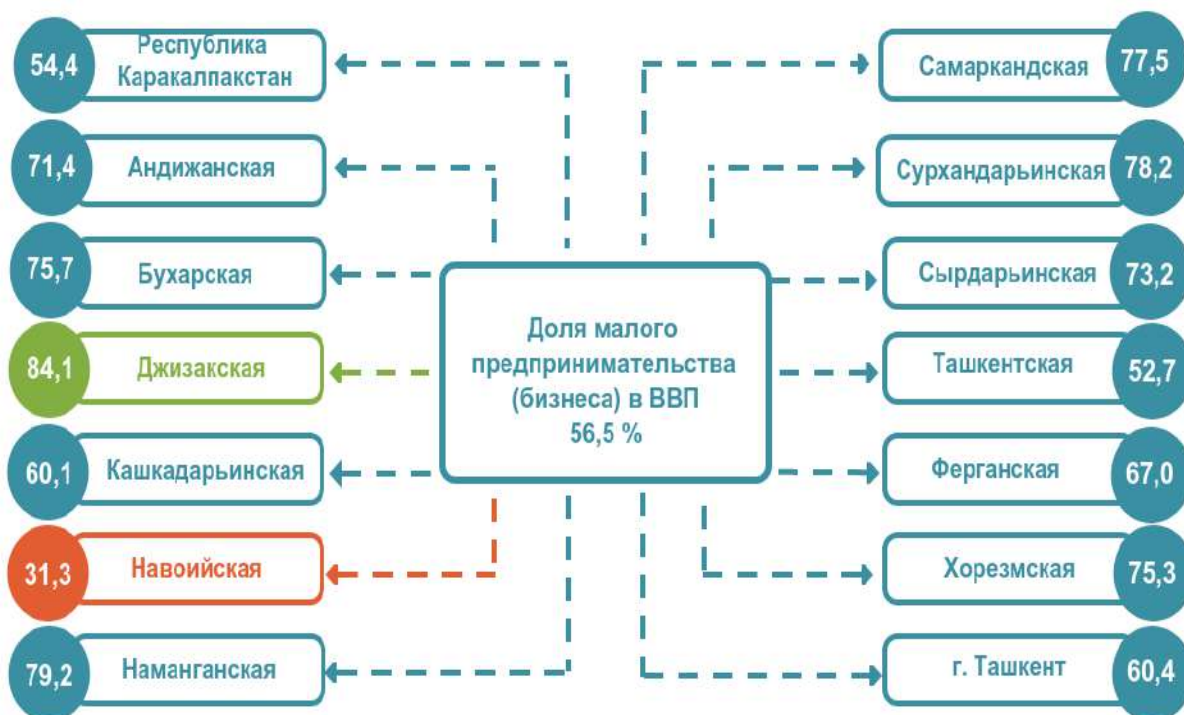 54,4
Республика
Каракалпакстан
71,4
Андижанская
75,7
Бухарская
84,1
Джизакская
60,1
Кашкадарьинская
31,3
Навоийская
79,2
Наманганская
Доля малого
предпринимательства
(бизнеса) в ВВП
56,5 %
Самаркандская
77,5
Сурхандарьинская
78,2
Сырдарьинская
73,2
Ташкентская
52,7
Ферганская
67,0
Хорезмская
75,3
г. Ташкент
60,4